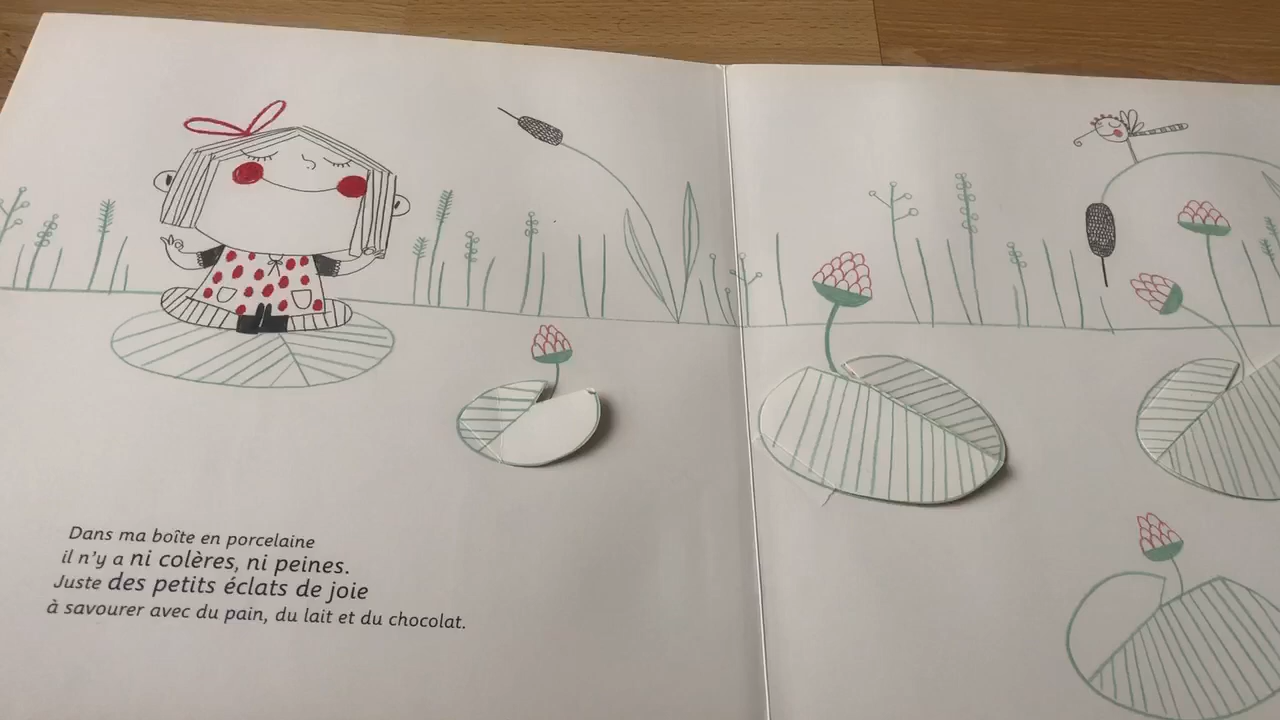 Dans ma boîte en porcelaine
il n'y a ni colères, ni peines.
Juste des petits éclats de joie
à savourer avec du pain, du lait et du chocolat.